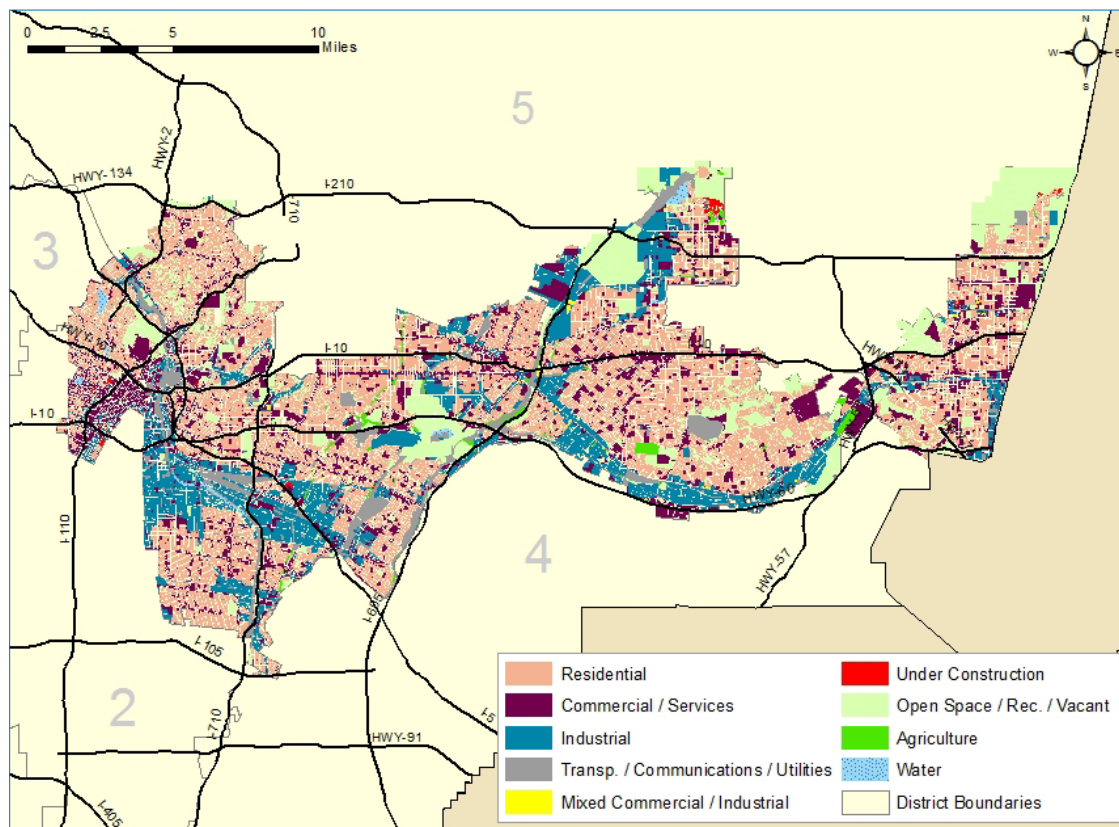 0 2.5 5 10
Miles
N
W E
S
5
HWY-2
HWY-134
I-210
I-710
3
HWY-101
I-10
I-10
I-10
HWY-60
I-110
4
HWY-57
I-605
I-105
2
I-710
I-5
HWY-91
I-405
Residential
Commercial / Services
Industrial
Transp. / Communications / Utilities
Mixed Commercial / Industrial
Under Construction
Open Space / Rec. / Vacant
Agriculture
Water
District Boundaries